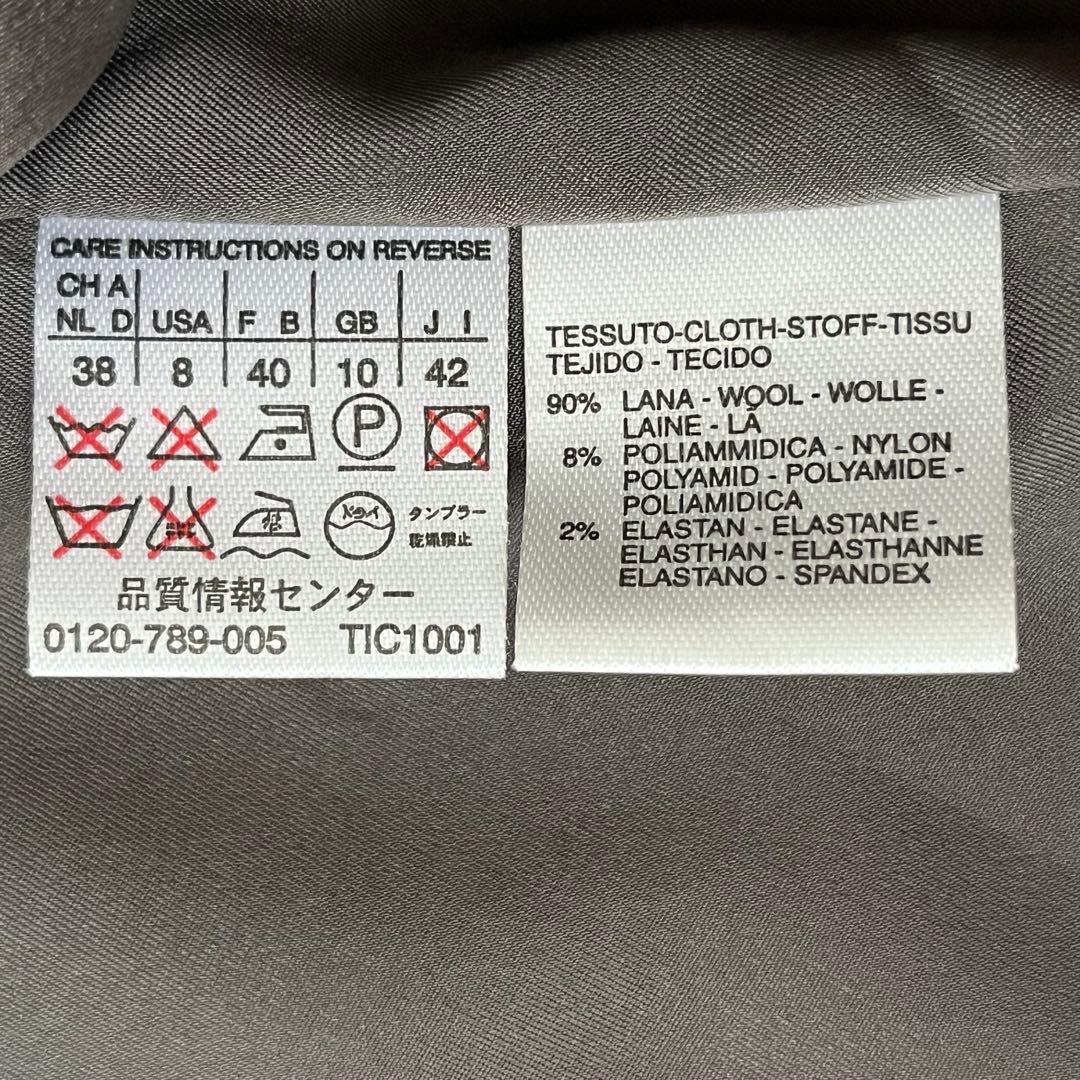 CARE INSTRUCTIONS ON REVERSE
CH A
NL D USA F B GB J I
38 8 40 10 42
P
ドライ タンブラー
乾燥禁止
品質情報センター
0120-789-005 TIC1001
TESSUTO-CLOTH-STOFF-TISSU
TEJIDO - TECIDO
90% LANA - WOOL - WOLLE -
LAINE - LÃ
8% POLIAMMIDICA - NYLON
POLYAMID - POLYAMIDE -
POLIAMIDICA
2% ELASTAN - ELASTANE -
ELASTHAN - ELASTHANNE
ELASTANO - SPANDEX